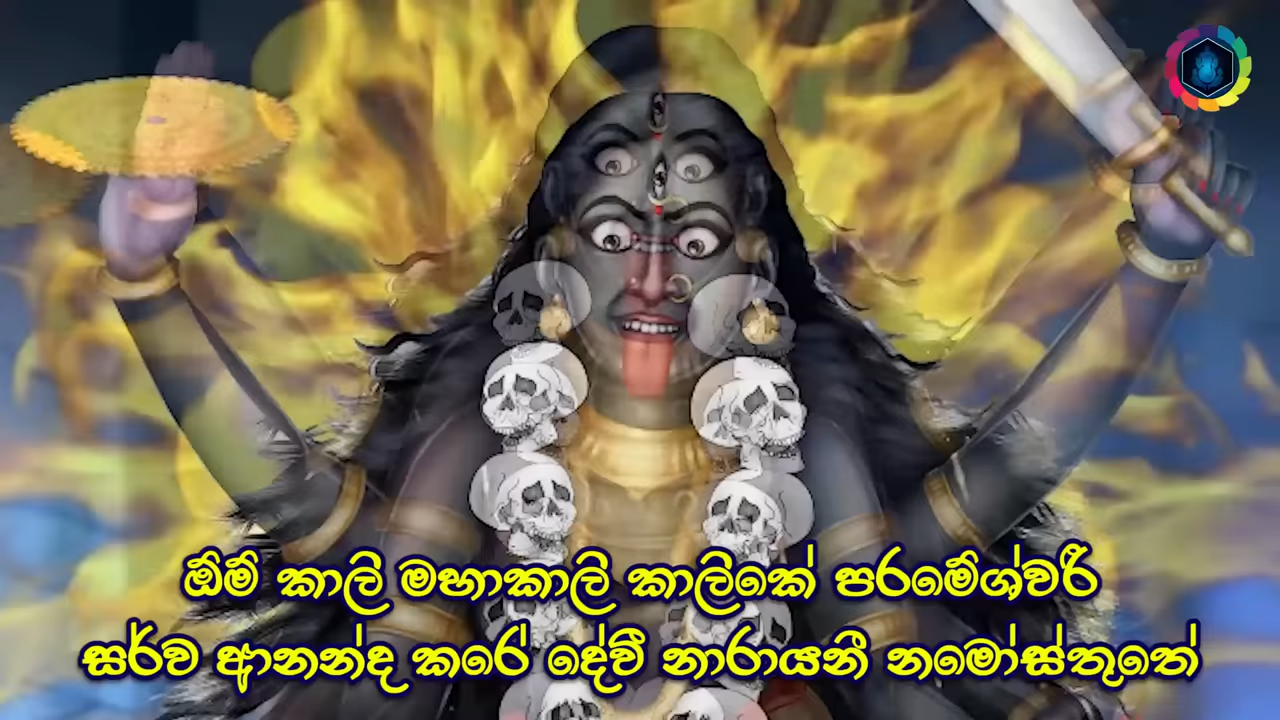 ඕම් කාලි මහාකාලි කාලිකේ පරමේශ්වරී
සර්ව ආනන්ද කරේ දේවී නාරායනී නමෝස්තුතේ